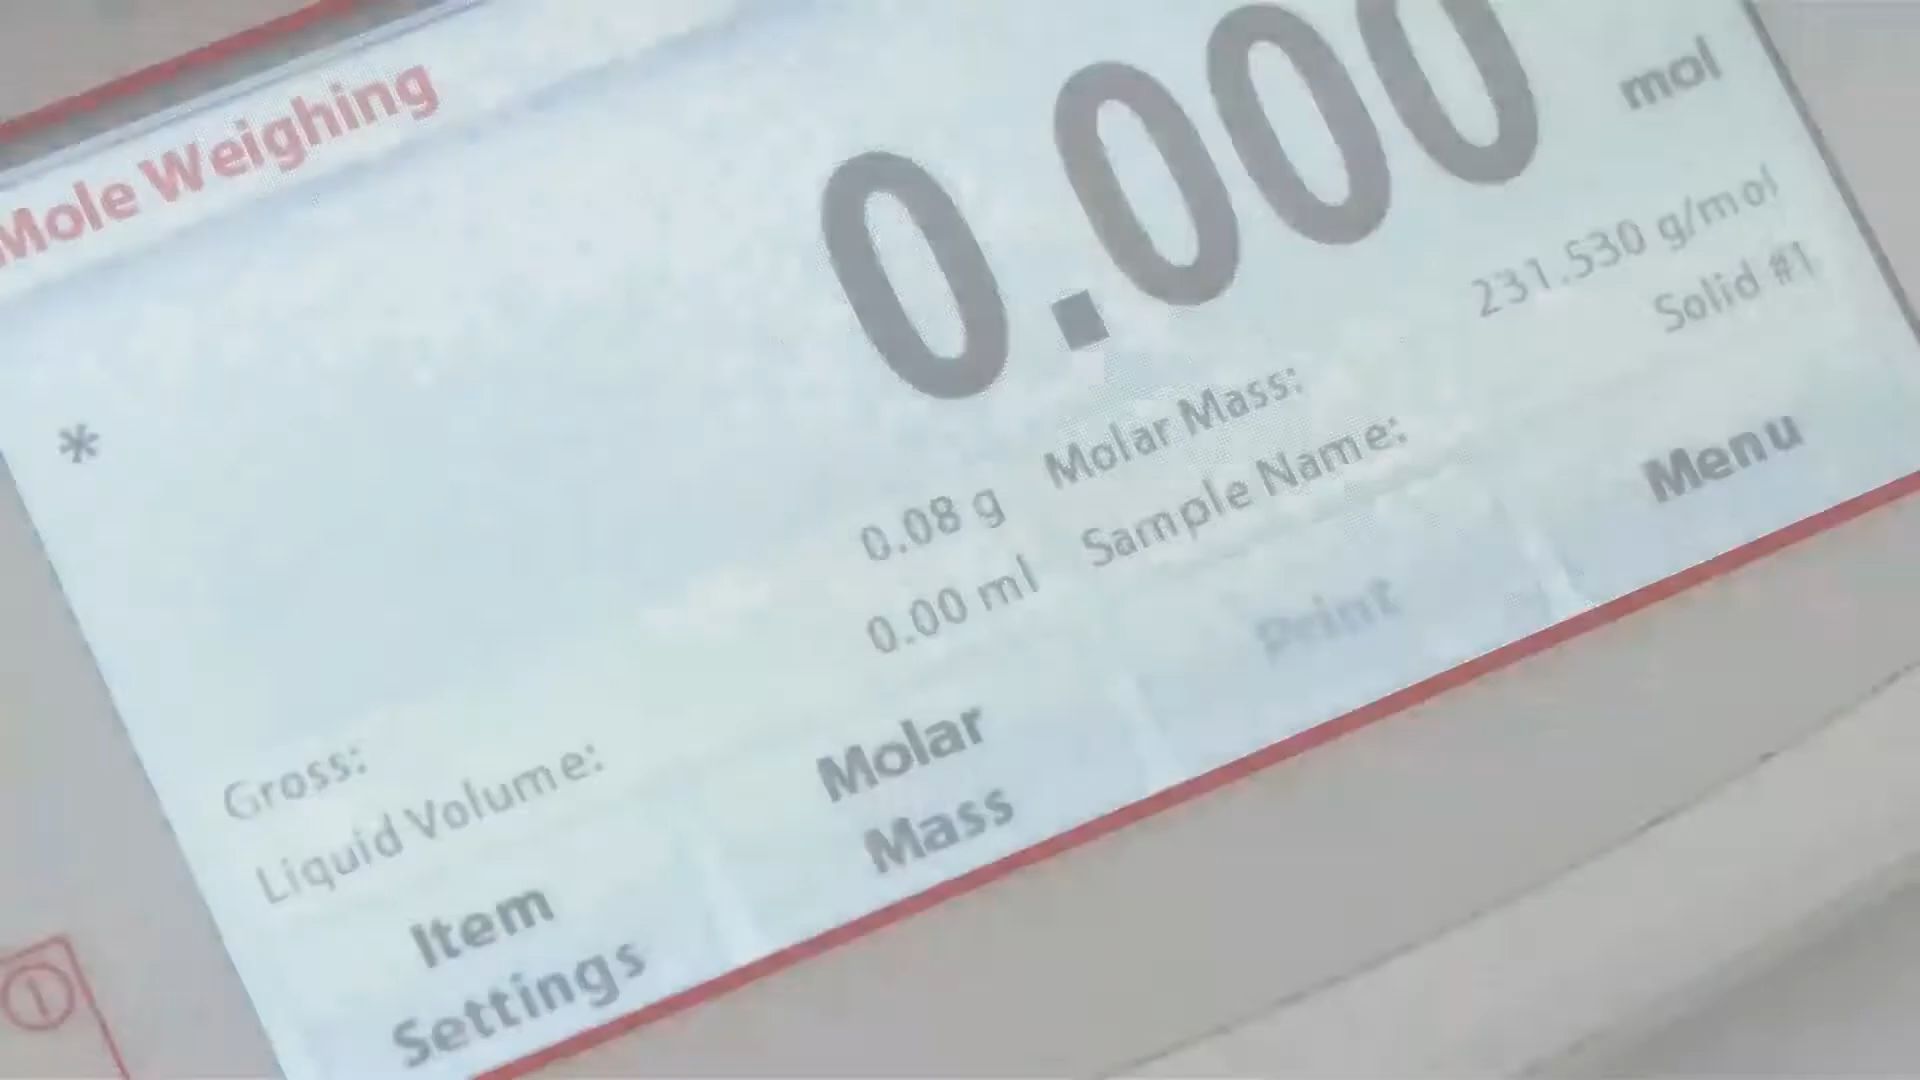 Mole Weighing
0.000 mol
*
Gross: 0.08 g Molar Mass: 231.530 g/mol
Liquid Volume: 0.00 ml Sample Name: Solid #1
Item
Settings
Molar
Mass
Print
Menu